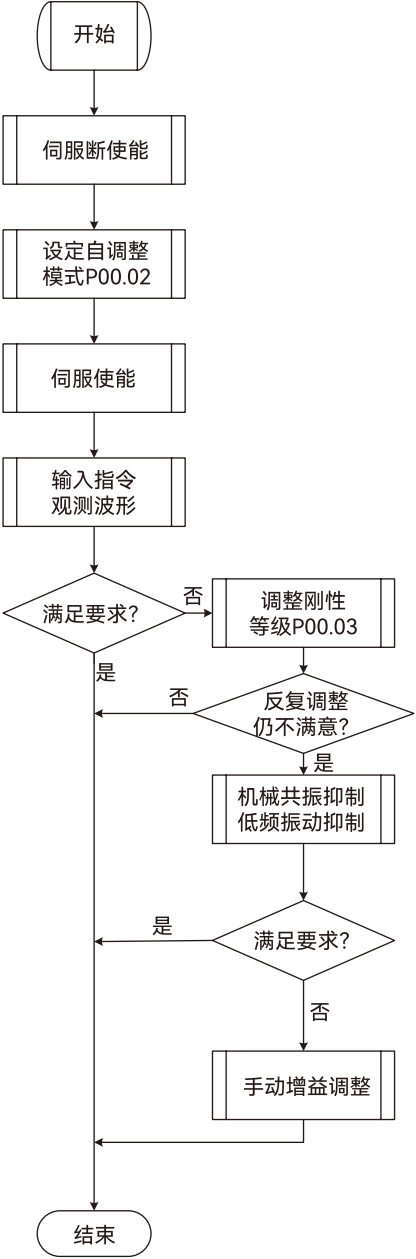 开始
伺服断使能
设定自调整
模式P00.02
伺服使能
输入指令
观测波形
满足要求?
否
调整刚性
等级P00.03
是
反复调整
仍不满意?
否
是
机械共振抑制
低频振动抑制
满足要求?
是
否
手动增益调整
结束